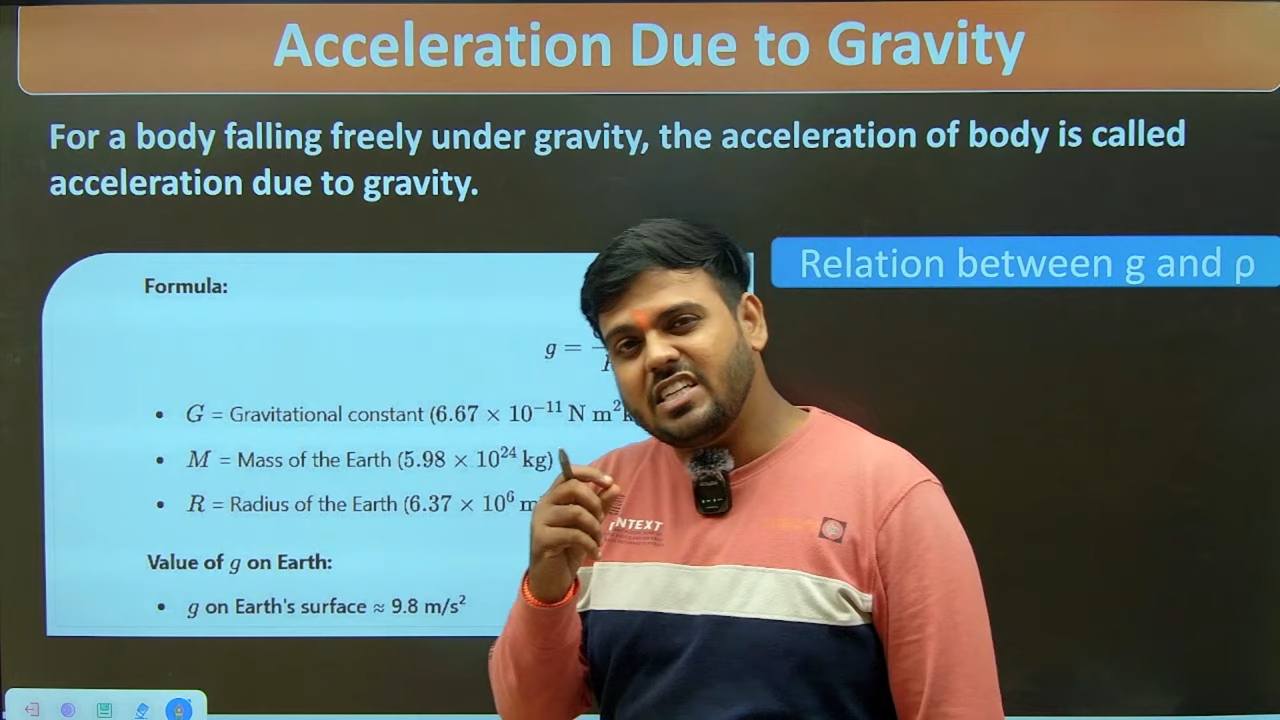 Acceleration Due to Gravity
For a body falling freely under gravity, the acceleration of body is called
acceleration due to gravity.
Relation between g and ρ
Formula:
g =
• G = Gravitational constant (6.67 × 10⁻¹¹ N m²
• M = Mass of the Earth (5.98 × 10²⁴ kg)
• R = Radius of the Earth (6.37 × 10⁶ m
NTEXT
Value of g on Earth:
• g on Earth's surface ≈ 9.8 m/s²